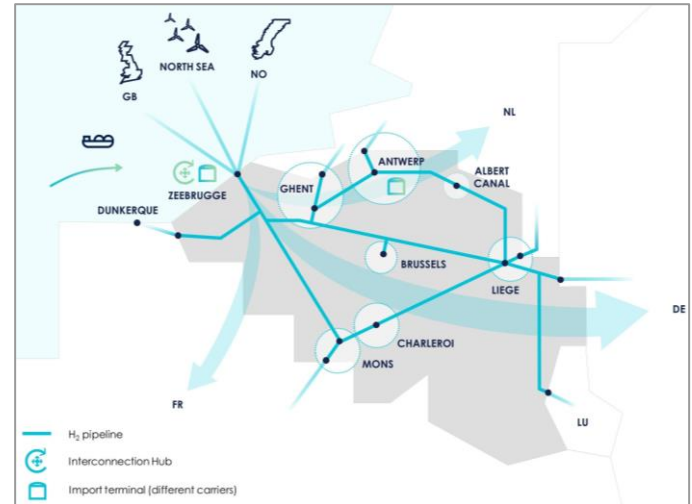 NORTH SEA
NO
GB
NL
ANTWERP
ALBERT
CANAL
GHENT
ZEEBRUGGE
DUNKERQUE
BRUSSELS
LIEGE
DE
CHARLEROI
MONS
FR
LU
H₂ pipeline
Interconnection Hub
Import terminal (different carriers)